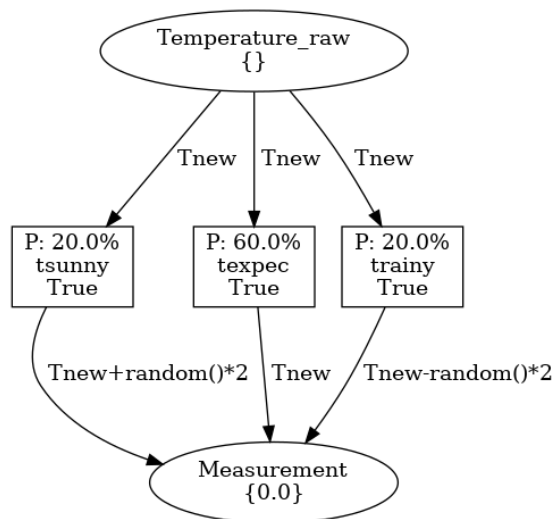 Temperature_raw
{}
Tnew
Tnew
Tnew
P: 20.0%
tsunny
True
P: 60.0%
texpec
True
P: 20.0%
trainy
True
Tnew+random()*2
Tnew
Tnew-random()*2
Measurement
{0.0}